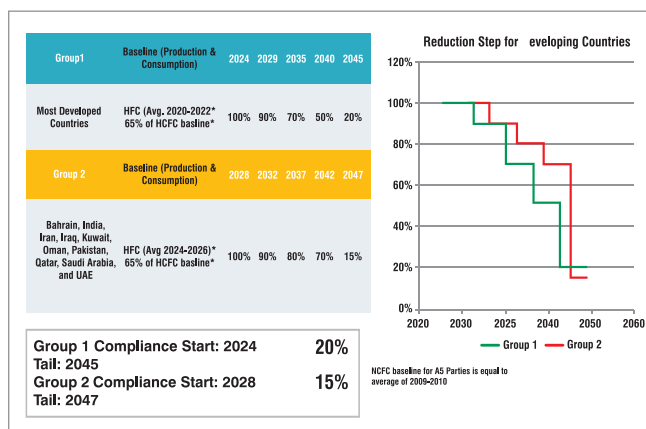 Group1 Baseline (Production & Consumption) 2024 2029 2035 2040 2045
Most Developed Countries HFC (Avg. 2020-2022* 65% of HCFC basline* 100% 90% 70% 50% 20%
Group 2 Baseline (Production & Consumption) 2028 2032 2037 2042 2047
Bahrain, India, Iran, Iraq, Kuwait, Oman, Pakistan, Qatar, Saudi Arabia, and UAE HFC (Avg 2024-2026)* 65% of HCFC baseline* 100% 90% 80% 70% 15%
Group 1 Compliance Start: 2024 20%
Tail: 2045
Group 2 Compliance Start: 2028 15%
Tail: 2047
Reduction Step for eveloping Countries
120%
100%
80%
60%
40%
20%
0%
2020 2030 2025 2040 2050 2060
Group 1 Group 2
NCFC baseline for A5 Parties is equal to
average of 2009-2010